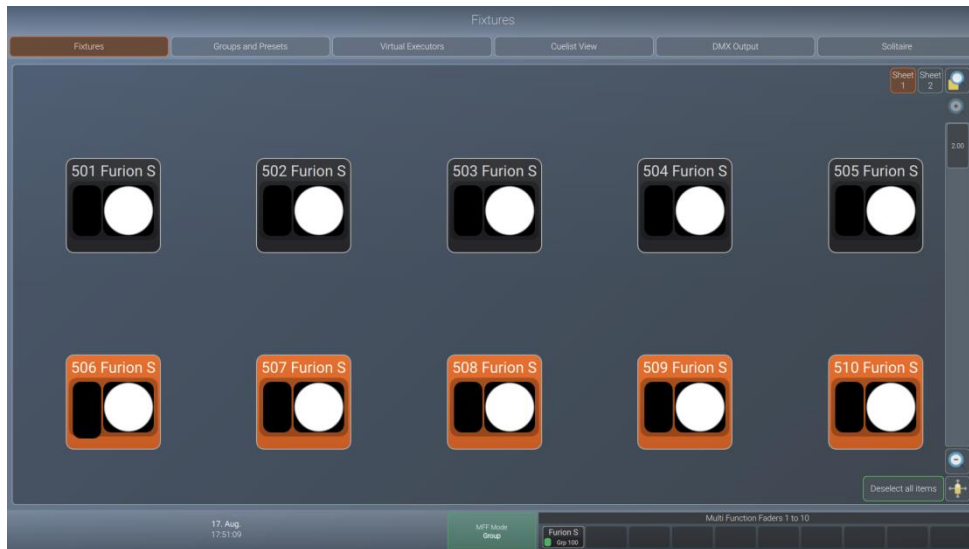 Fixtures
Fixtures Groups and Presets Virtual Executors Cuelist View DMX Output Solitaire
Sheet 1 Sheet 2
2.00
501 Furion S 502 Furion S 503 Furion S 504 Furion S 505 Furion S
506 Furion S 507 Furion S 508 Furion S 509 Furion S 510 Furion S
Deselect all items
17. Aug.
17:51:09
MFF Mode
Group
Multi Function Faders 1 to 10
Furion S
Grp 100